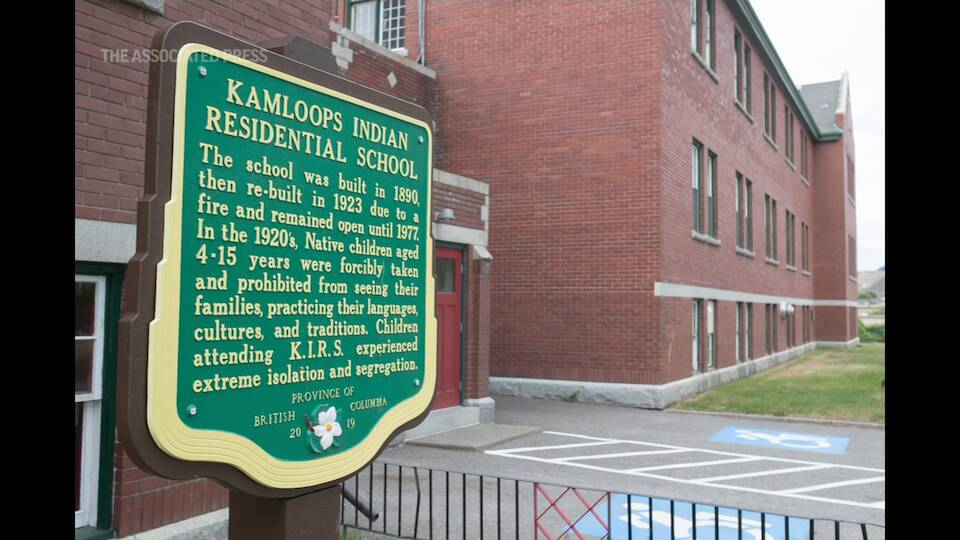 THE ASSOCIATED PRESS
KAMLOOPS INDIAN
RESIDENTIAL SCHOOL
The school was built in 1890,
then re-built in 1923 due to a
fire and remained open until 1977.
In the 1920's, Native children aged
4-15 years were forcibly taken
and prohibited from seeing their
families, practicing their languages,
cultures, and traditions. Children
attending K.I.R.S. experienced
extreme isolation and segregation.
PROVINCE OF
BRITISH COLUMBIA
2019